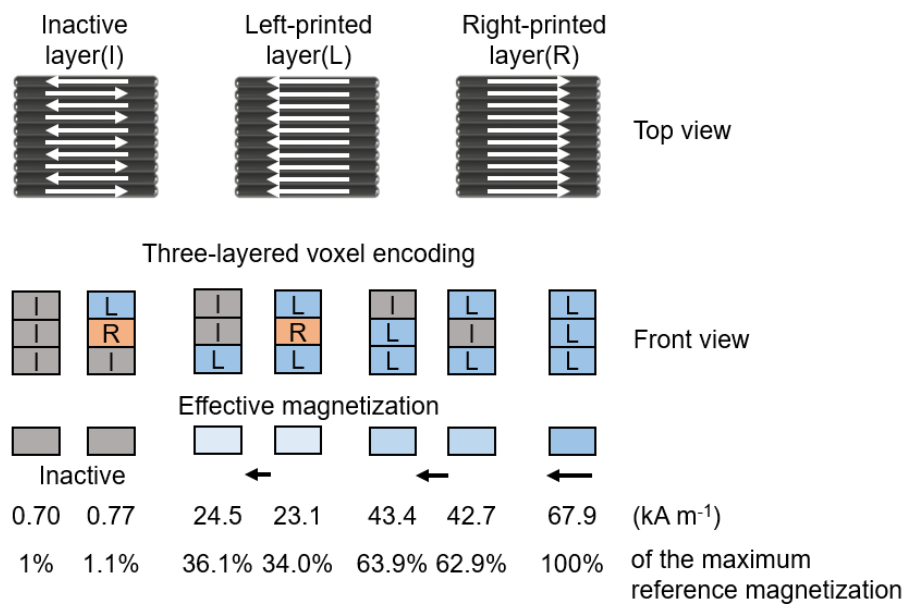 Inactive layer(I)
Left-printed layer(L)
Right-printed layer(R)
Top view
Three-layered voxel encoding
I L I L I L L
I R I R L I L
I I L L L L L
Front view
Effective magnetization
Inactive
0.70 0.77 24.5 23.1 43.4 42.7 67.9 (kA m⁻¹)
1% 1.1% 36.1% 34.0% 63.9% 62.9% 100% of the maximum
reference magnetization